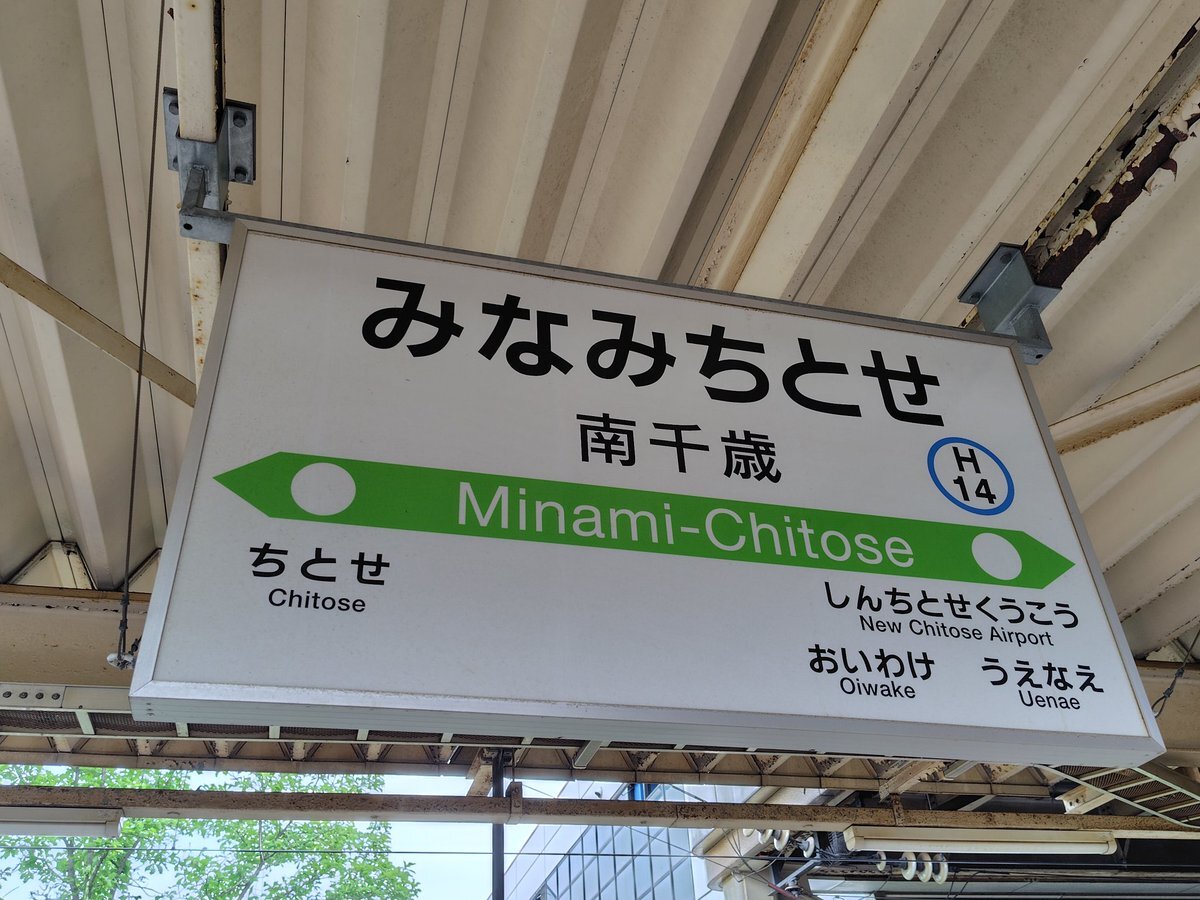 みなみちとせ
南千歳
H
14
Minami-Chitose
ちとせ
Chitose
しんちとせくうこう
New Chitose Airport
おいわけ うえなえ
Oiwake Uenae